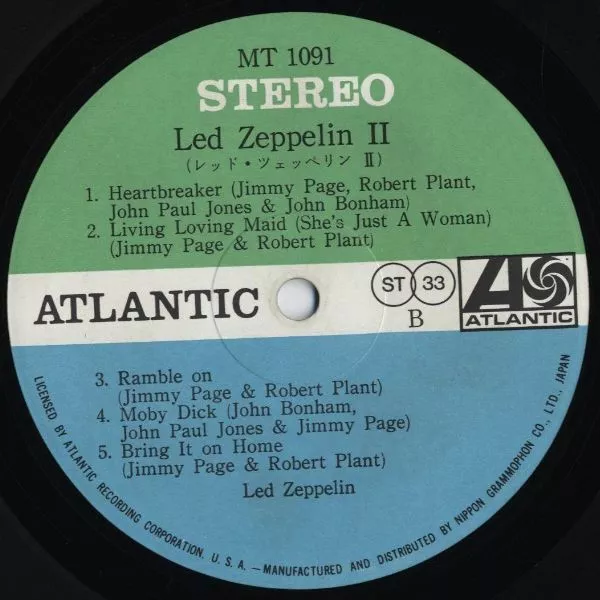 MT 1091
STEREO
Led Zeppelin II
(レッド・ツェッペリン II)
1. Heartbreaker (Jimmy Page, Robert Plant,
John Paul Jones & John Bonham)
2. Living Loving Maid (She's Just A Woman)
(Jimmy Page & Robert Plant)
ATLANTIC
ST 33
B
ATLANTIC
3. Ramble on
(Jimmy Page & Robert Plant)
4. Moby Dick (John Bonham,
John Paul Jones & Jimmy Page)
5. Bring It on Home
(Jimmy Page & Robert Plant)
Led Zeppelin
LICENSED BY ATLANTIC RECORDING CORPORATION. U. S. A. — MANUFACTURED AND DISTRIBUTED BY NIPPON GRAMMOPHON CO., LTD., JAPAN